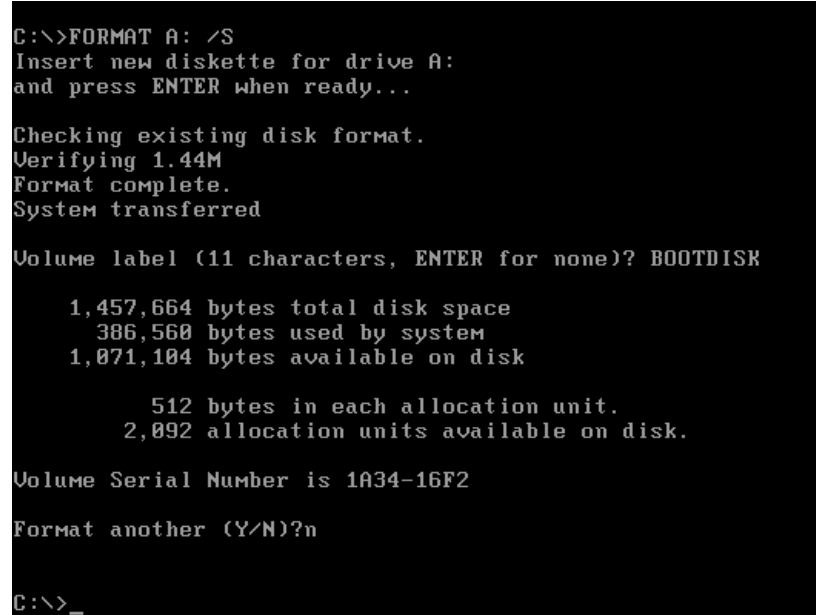 C:\>FORMAT A: /S
Insert new diskette for drive A:
and press ENTER when ready...
Checking existing disk format.
Verifying 1.44M
Format complete.
System transferred
Volume label (11 characters, ENTER for none)? BOOTDISK
1,457,664 bytes total disk space
386,560 bytes used by system
1,071,104 bytes available on disk
512 bytes in each allocation unit.
2,092 allocation units available on disk.
Volume Serial Number is 1A34-16F2
Format another (Y/N)?n
C:\>_